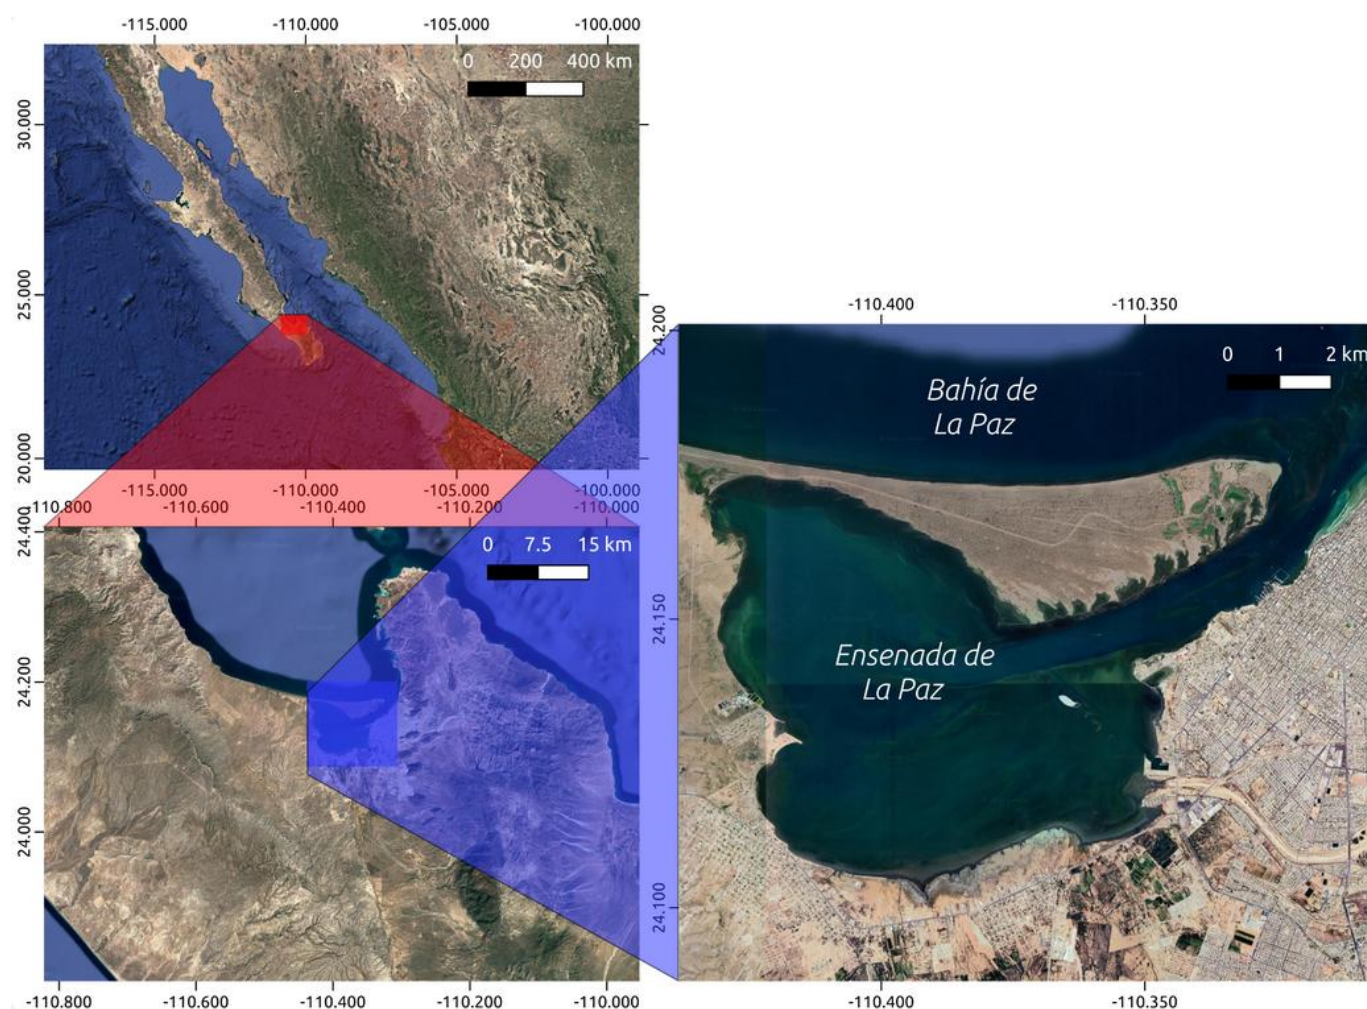 -115.000 -110.000 -105.000 -100.000
0 200 400 km
30.000
25.000
20.000
-115.000 -110.000 -105.000 -100.000
-110.800 -110.600 -110.400 -110.200 -110.000
24.400
0 7.5 15 km
24.200
24.000
-110.800 -110.600 -110.400 -110.200 -110.000
-110.400 -110.350
24.200
0 1 2 km
Bahía de
La Paz
24.150
Ensenada de
La Paz
24.100
-110.400 -110.350